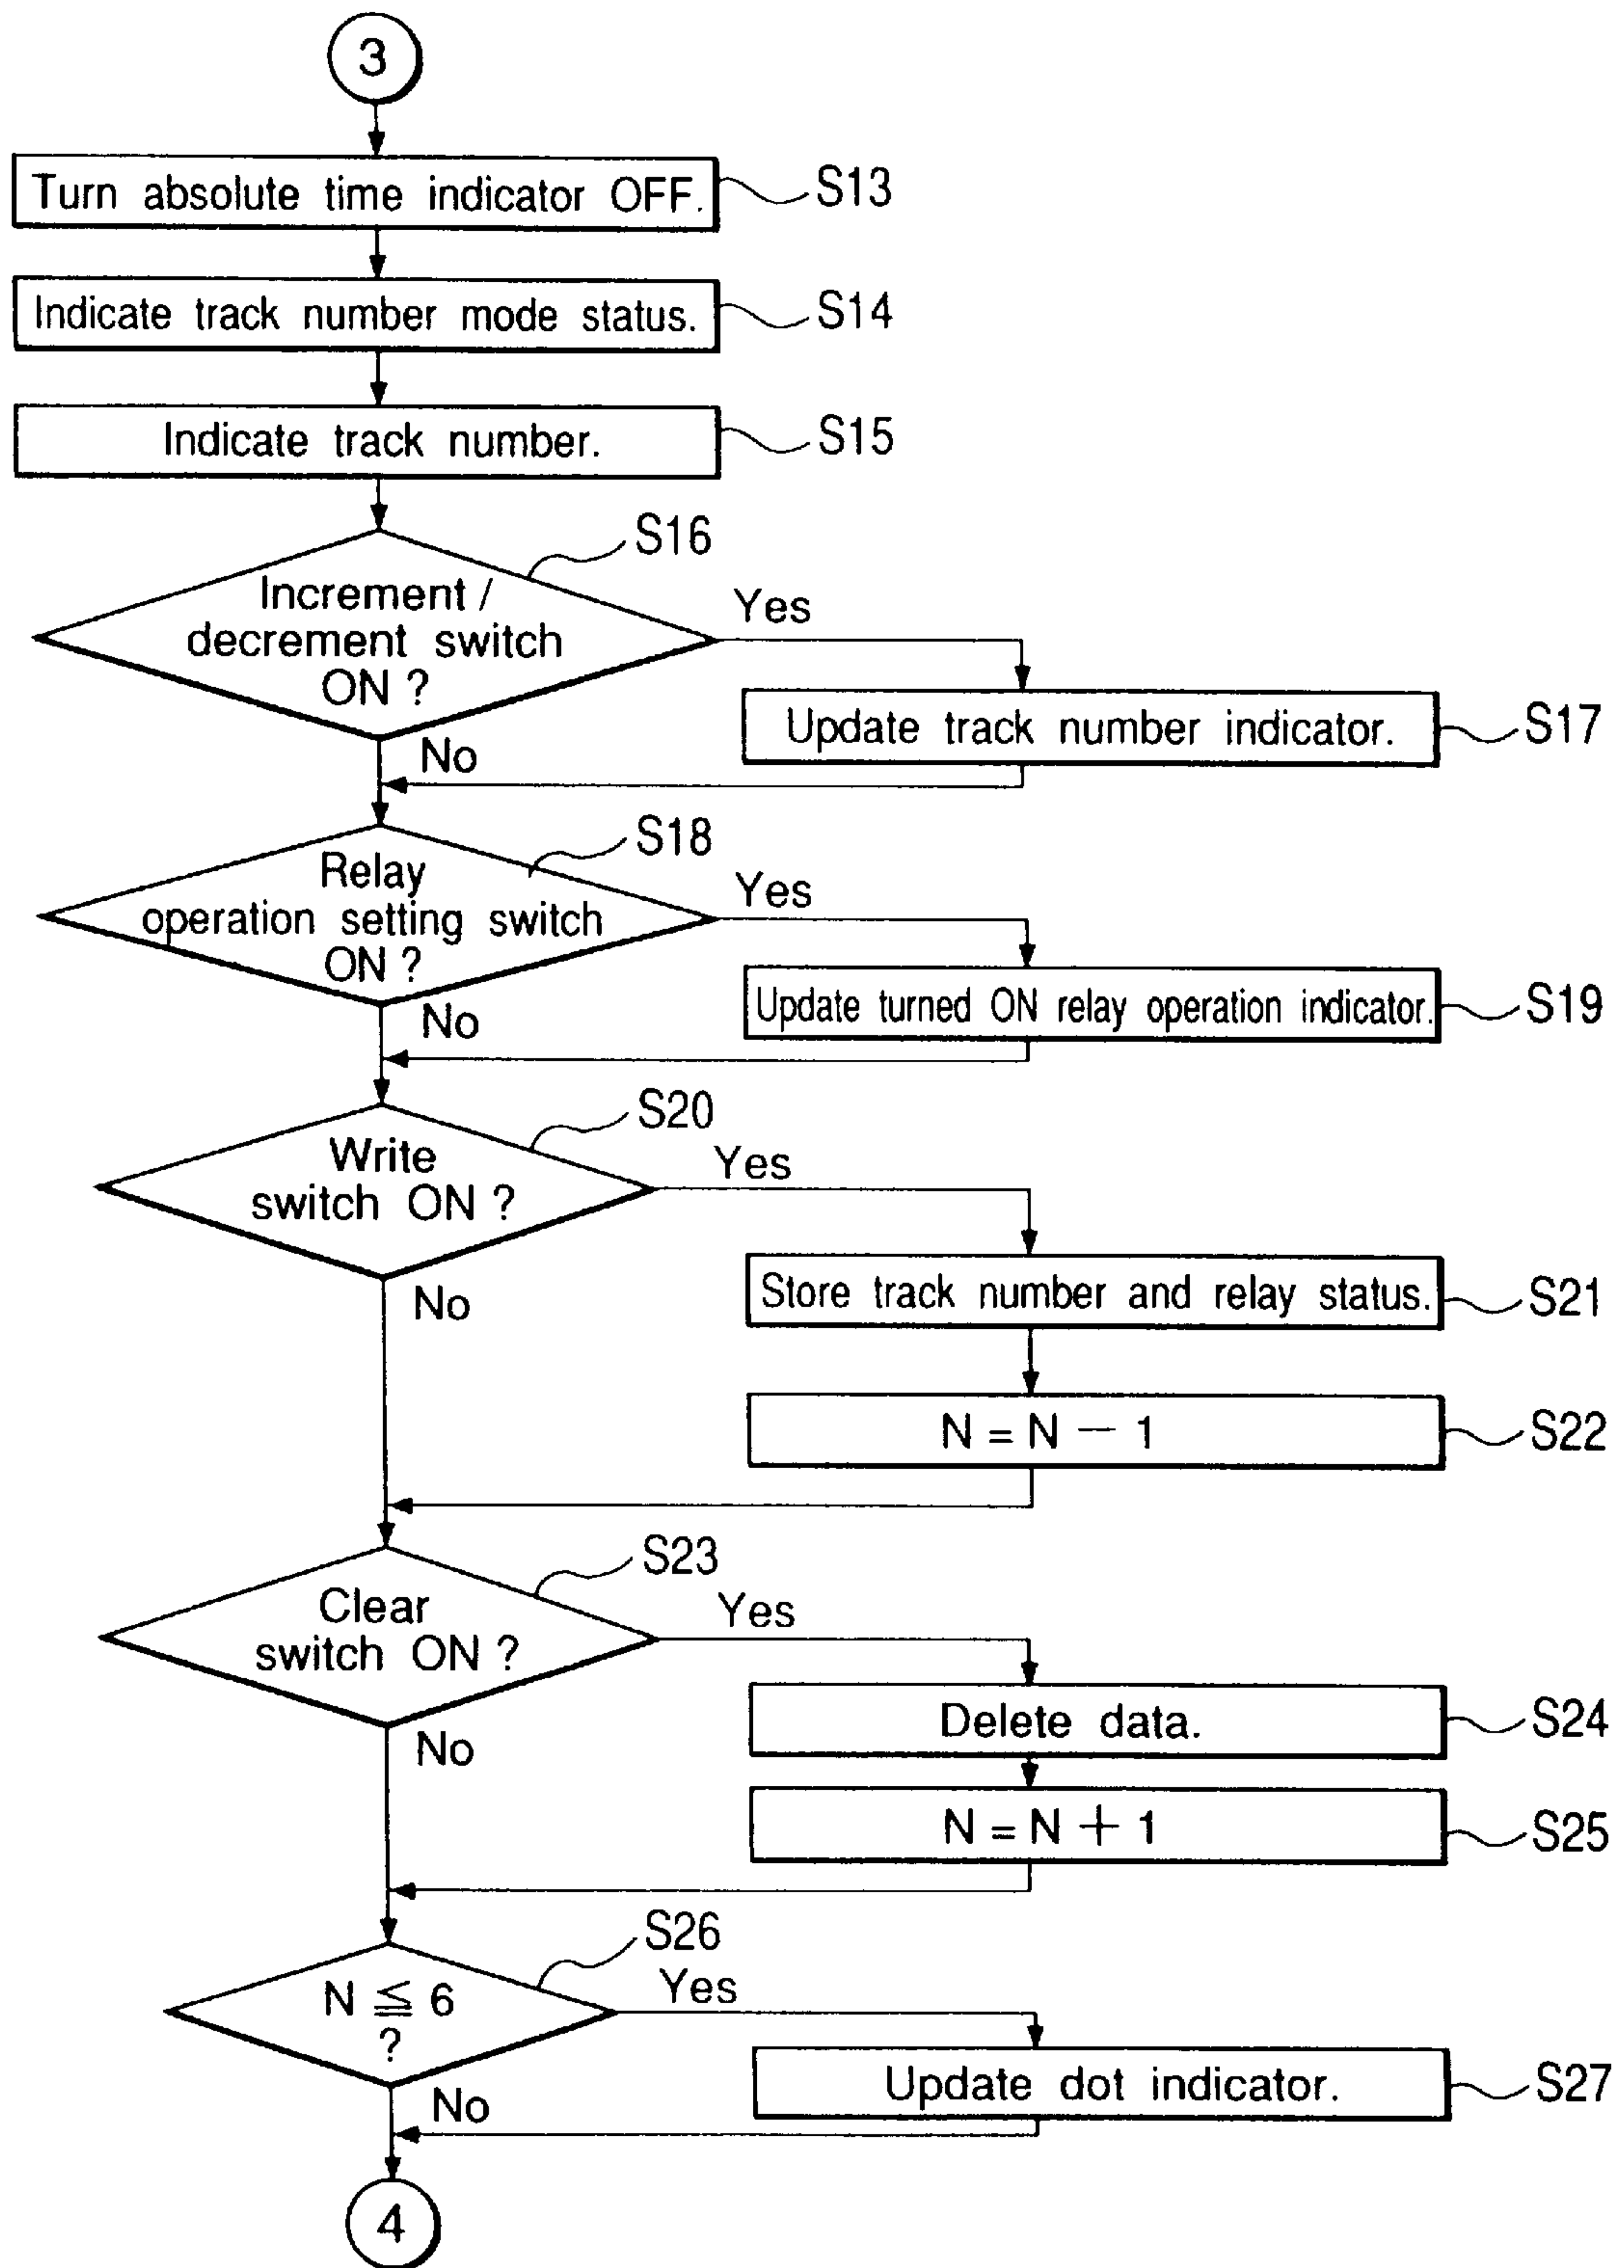 3
Turn absolute time indicator OFF.
S13
Indicate track number mode status.
S14
Indicate track number.
S15
S16
Increment /
decrement switch
ON ?
Yes
Update track number indicator.
S17
No
S18
Relay
operation setting switch
ON ?
Yes
Update turned ON relay operation indicator.
S19
No
S20
Write
switch ON ?
Yes
Store track number and relay status.
S21
No
N = N − 1
S22
S23
Clear
switch ON ?
Yes
Delete data.
S24
No
N = N + 1
S25
S26
N ≦ 6
?
Yes
Update dot indicator.
S27
No
4